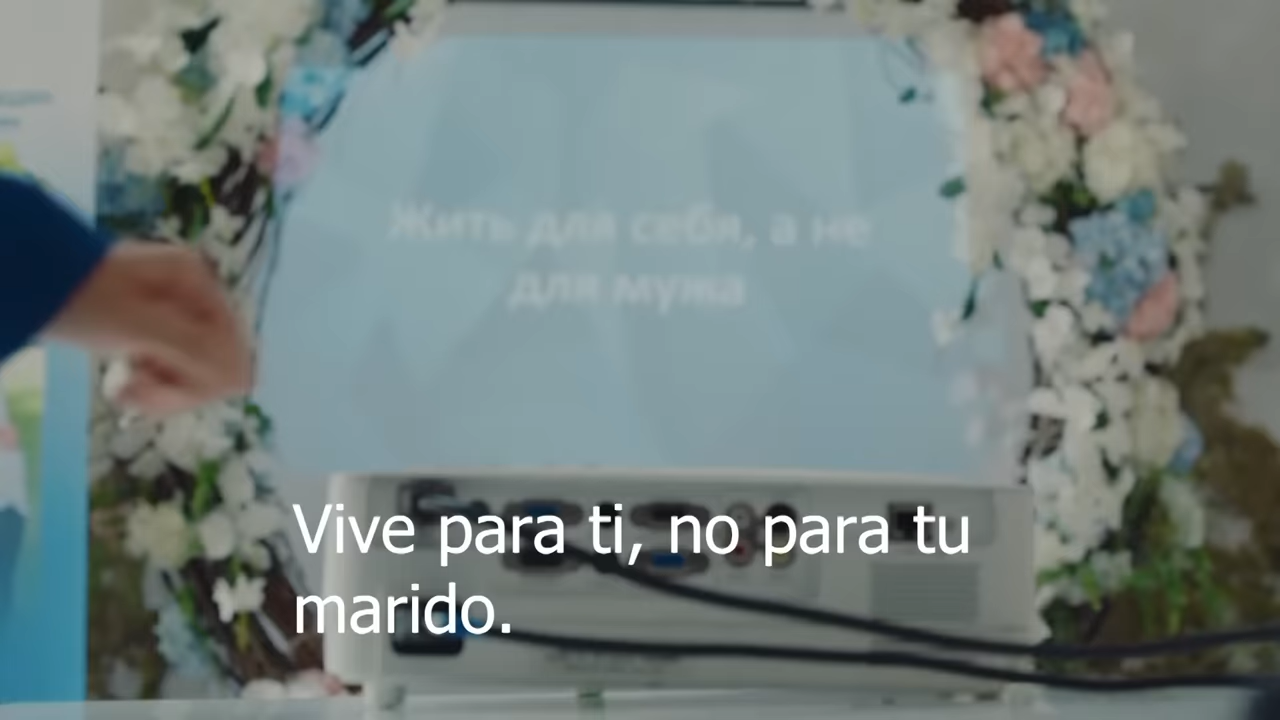 Жить для себя, а не
для мужа
Vive para ti, no para tu
marido.